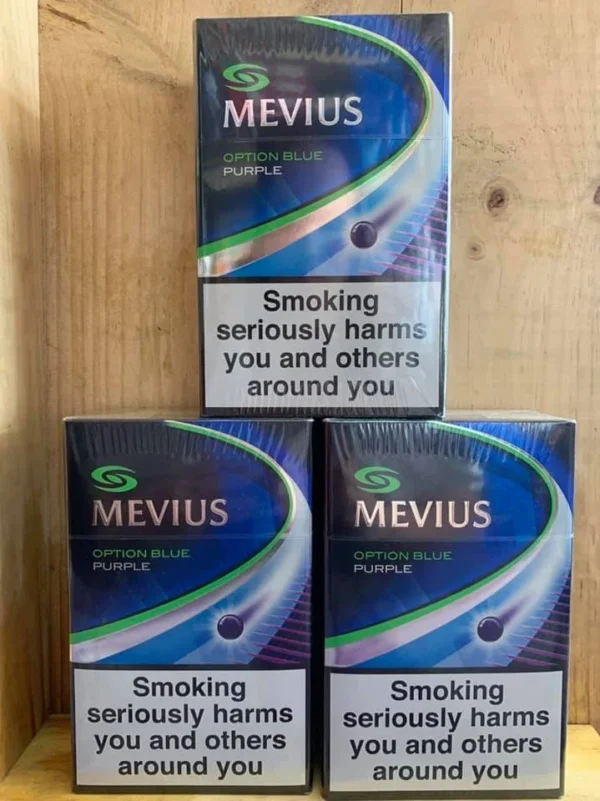 MEVIUS
OPTION BLUE
PURPLE
Smoking
seriously harms
you and others
around you
MEVIUS
OPTION BLUE
PURPLE
Smoking
seriously harms
you and others
around you
MEVIUS
OPTION BLUE
PURPLE
Smoking
seriously harms
you and others
around you